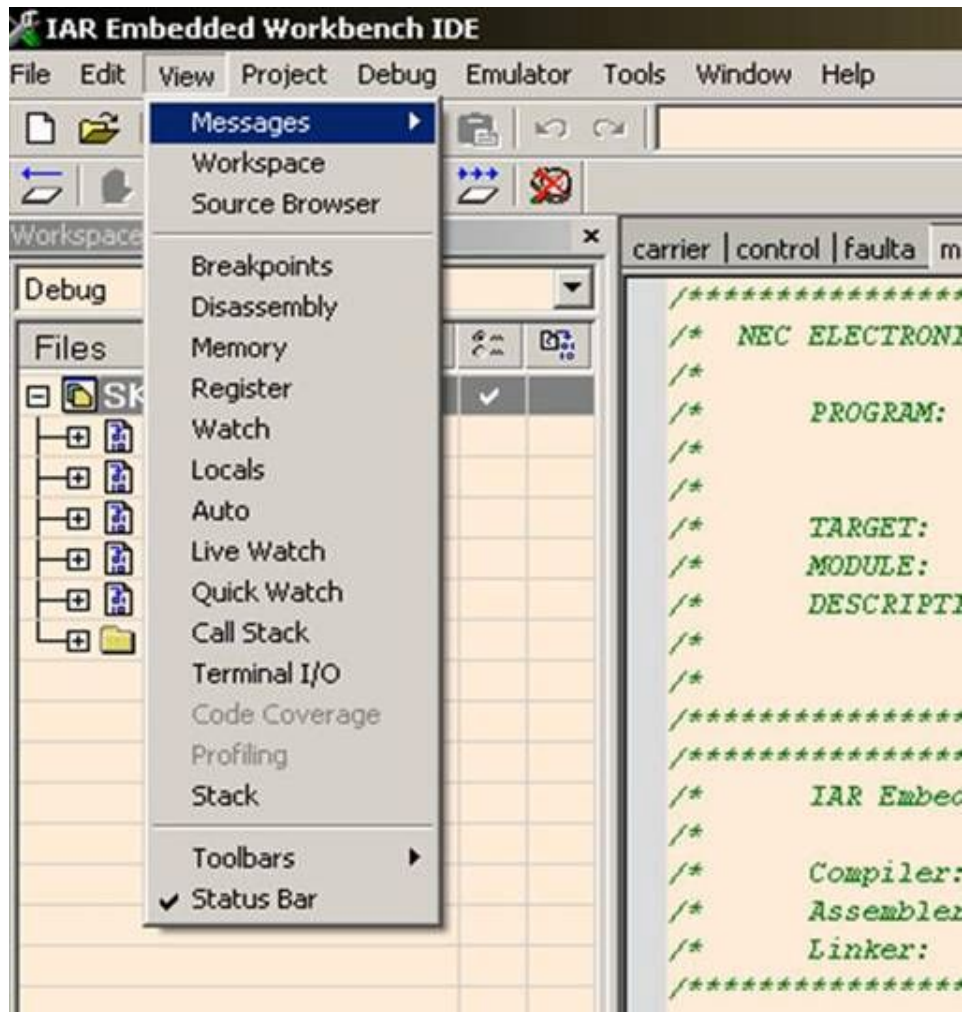 IAR Embedded Workbench IDE
File Edit View Project Debug Emulator Tools Window Help
Messages
Workspace
Source Browser
Breakpoints
Disassembly
Memory
Register
Watch
Locals
Auto
Live Watch
Quick Watch
Call Stack
Terminal I/O
Code Coverage
Profiling
Stack
Toolbars
Status Bar
Workspace
Debug
Files
SK
carrier | control | faulta m
/******************
/* NEC ELECTRONI
/*
/* PROGRAM:
/*
/*
/* TARGET:
/* MODULE:
/* DESCRIPTI
/*
/*
/******************
/******************
/* IAR Embed
/*
/* Compiler:
/* Assembler
/* Linker:
/******************